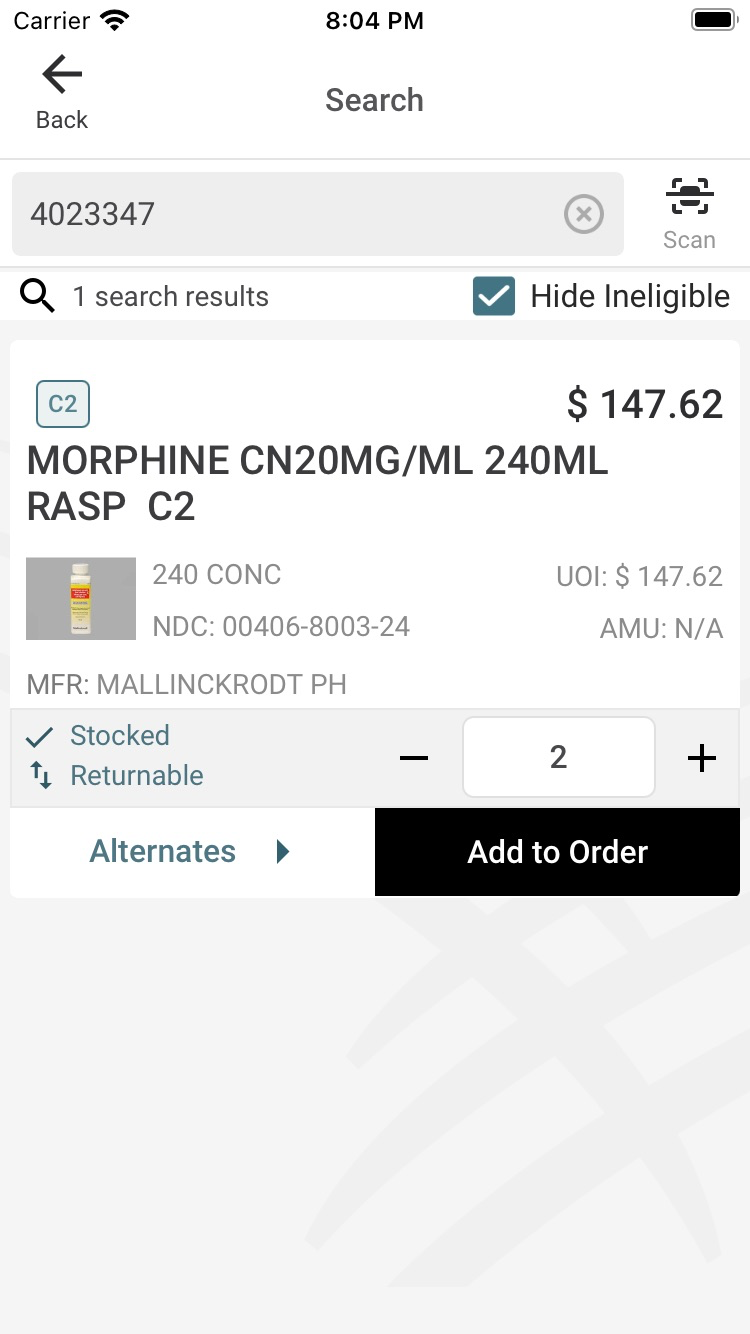 Carrier 8:04 PM
Back
Search
4023347
Scan
1 search results Hide Ineligible
C2 $ 147.62
MORPHINE CN20MG/ML 240ML
RASP  C2
240 CONC UOI: $ 147.62
NDC: 00406-8003-24 AMU: N/A
MFR: MALLINCKRODT PH
Stocked
Returnable
2
Alternates Add to Order